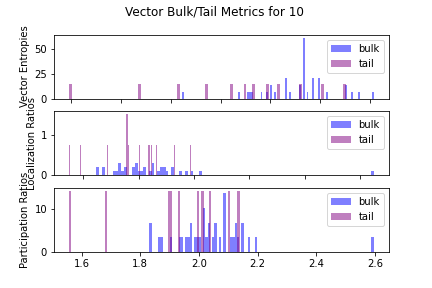 Vector Bulk/Tail Metrics for 10
Vector Entropies
50
25
0
bulk
tail
Localization Ratios
1
0
bulk
tail
Participation Ratios
10
0
bulk
tail
1.6 1.8 2.0 2.2 2.4 2.6